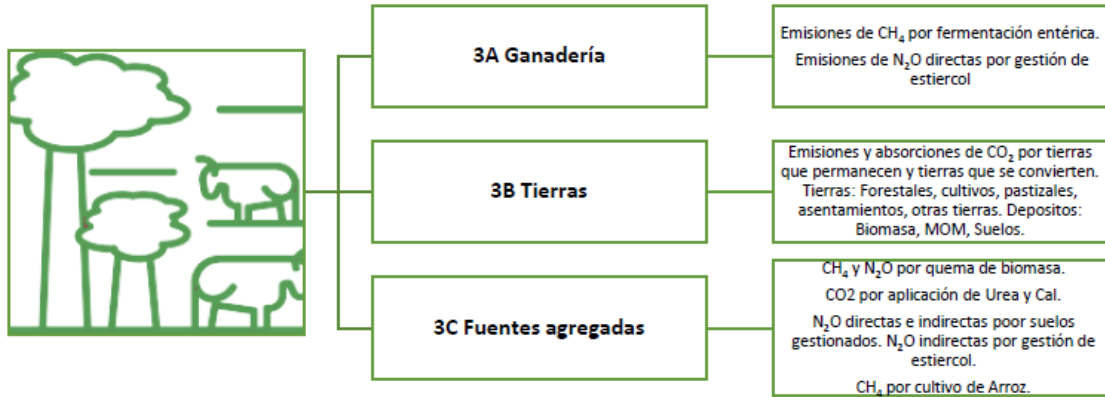 3A Ganadería
Emisiones de CH₄ por fermentación entérica.
Emisiones de N₂O directas por gestión de
estiercol
3B Tierras
Emisiones y absorciones de CO₂ por tierras
que permanecen y tierras que se convierten.
Tierras: Forestales, cultivos, pastizales,
asentamientos, otras tierras. Depositos:
Biomasa, MOM, Suelos.
3C Fuentes agregadas
CH₄ y N₂O por quema de biomasa.
CO2 por aplicación de Urea y Cal.
N₂O directas e indirectas poor suelos
gestionados. N₂O indirectas por gestión de
estiercol.
CH₄ por cultivo de Arroz.